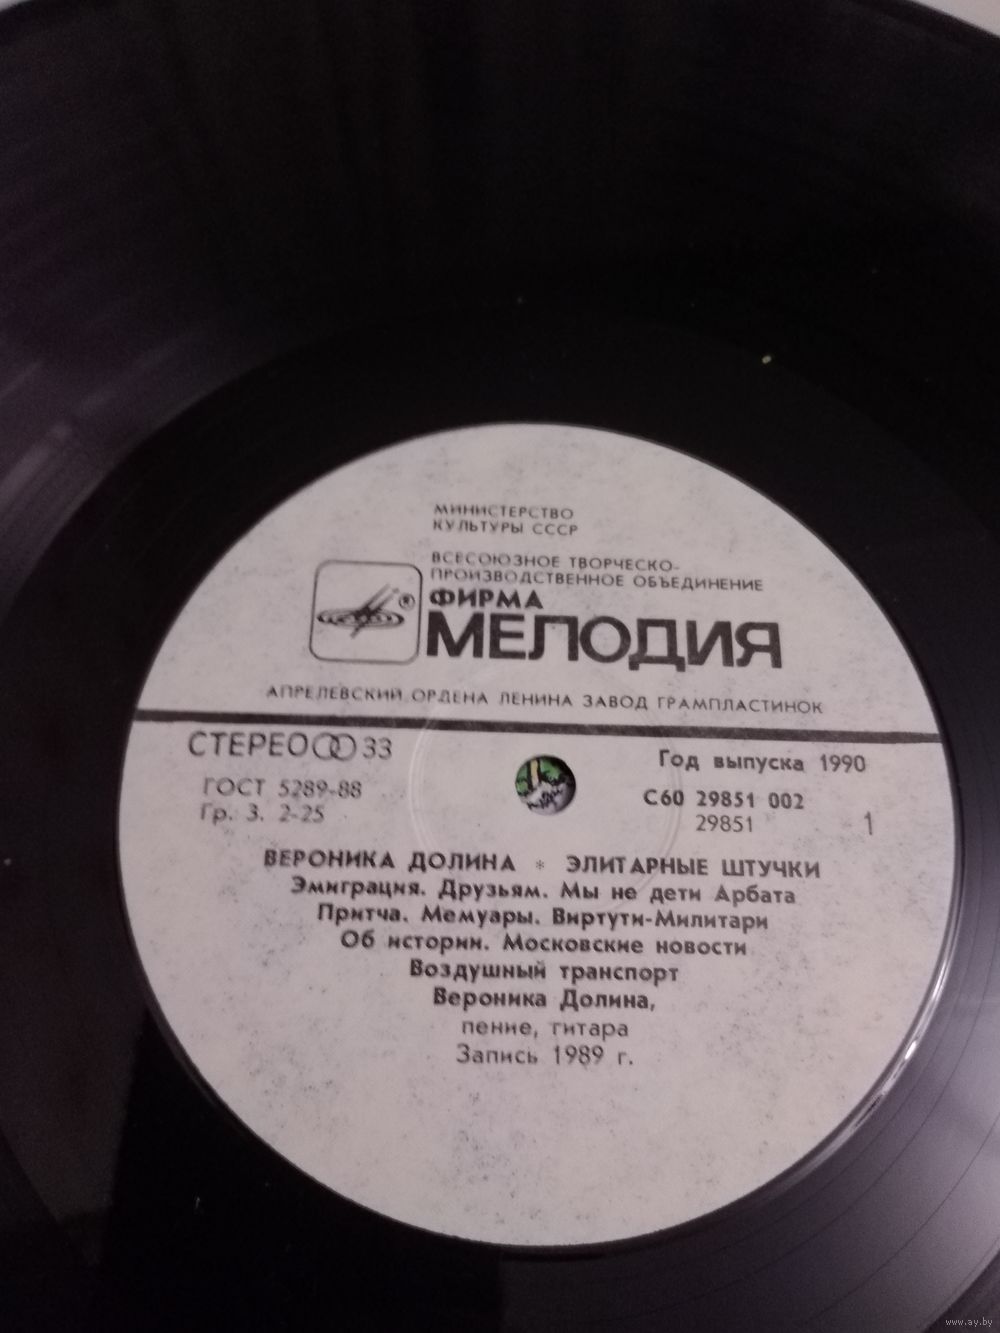 МИНИСТЕРСТВО
КУЛЬТУРЫ СССР
ВСЕСОЮЗНОЕ ТВОРЧЕСКО-
ПРОИЗВОДСТВЕННОЕ ОБЪЕДИНЕНИЕ
ФИРМА
® МЕЛОДИЯ
АПРЕЛЕВСКИЙ ОРДЕНА ЛЕНИНА ЗАВОД ГРАМПЛАСТИНОК
СТЕРЕО 33
ГОСТ 5289-88
Гр. 3. 2-25
Год выпуска 1990
С60 29851 002
29851
1
ВЕРОНИКА ДОЛИНА * ЭЛИТАРНЫЕ ШТУЧКИ
Эмиграция. Друзьям. Мы не дети Арбата
Притча. Мемуары. Виртути-Милитари
Об истории. Московские новости
Воздушный транспорт
Вероника Долина,
пение, гитара
Запись 1989 г.
www.ay.by